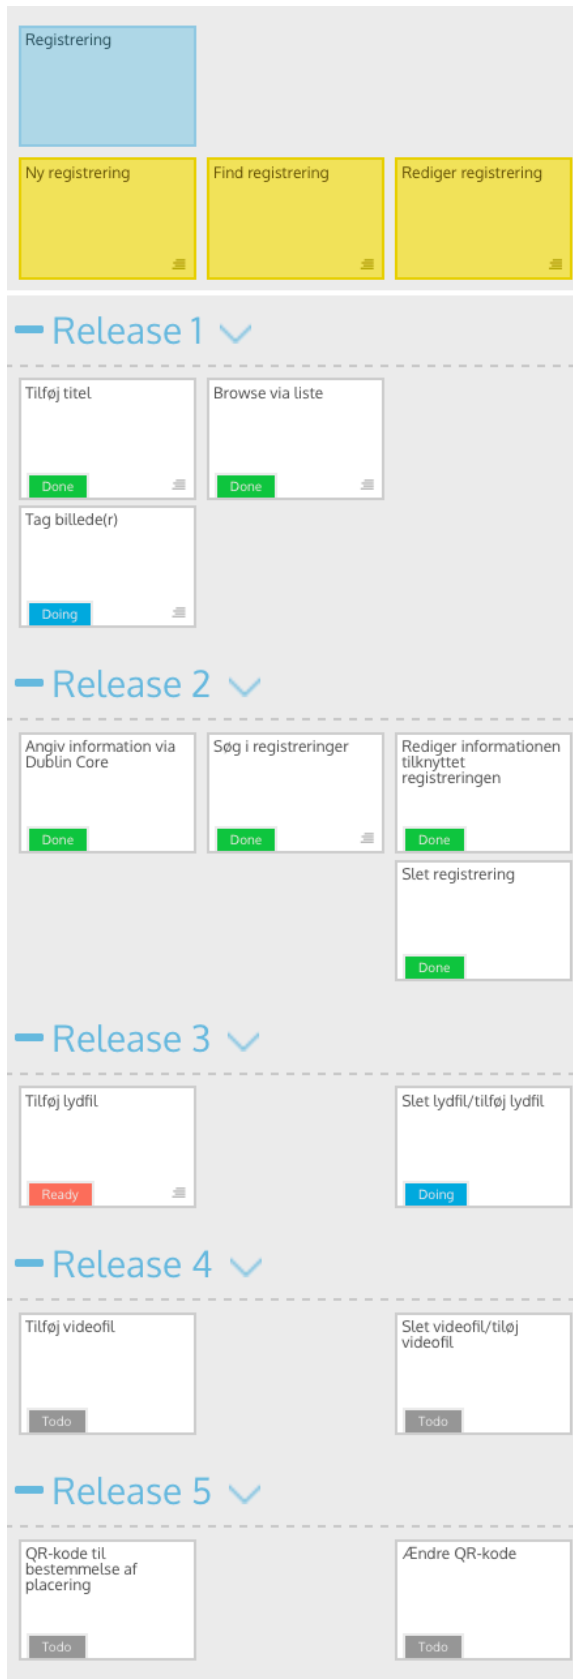 Registrering
Ny registrering
Find registrering
Rediger registrering
Release 1
Tilføj titel
Done
Browse via liste
Done
Tag billede(r)
Doing
Release 2
Angiv information via
Dublin Core
Done
Søg i registreringer
Done
Rediger informationen
tilknyttet
registreringen
Done
Slet registrering
Done
Release 3
Tilføj lydfil
Ready
Slet lydfil/tilføj lydfil
Doing
Release 4
Tilføj videofil
Todo
Slet videofil/tiløj
videofil
Todo
Release 5
QR-kode til
bestemmelse af
placering
Todo
Ændre QR-kode
Todo